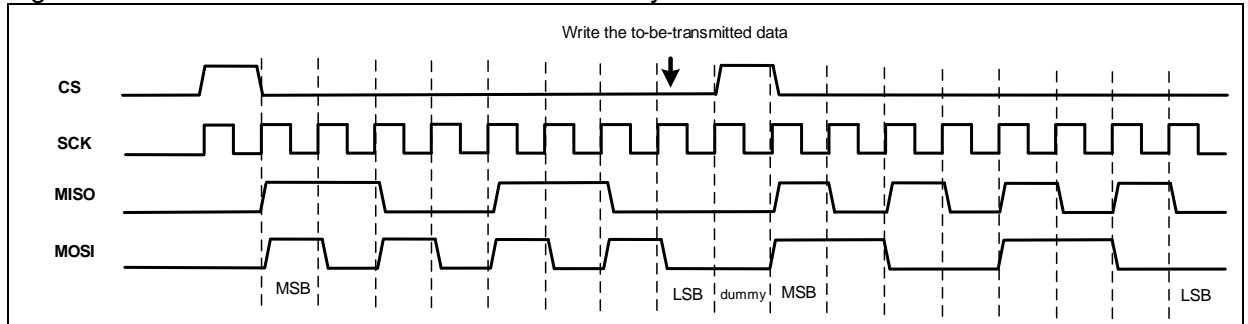 Write the to-be-transmitted data
CS
SCK
MISO
MOSI
MSB LSB dummy MSB LSB